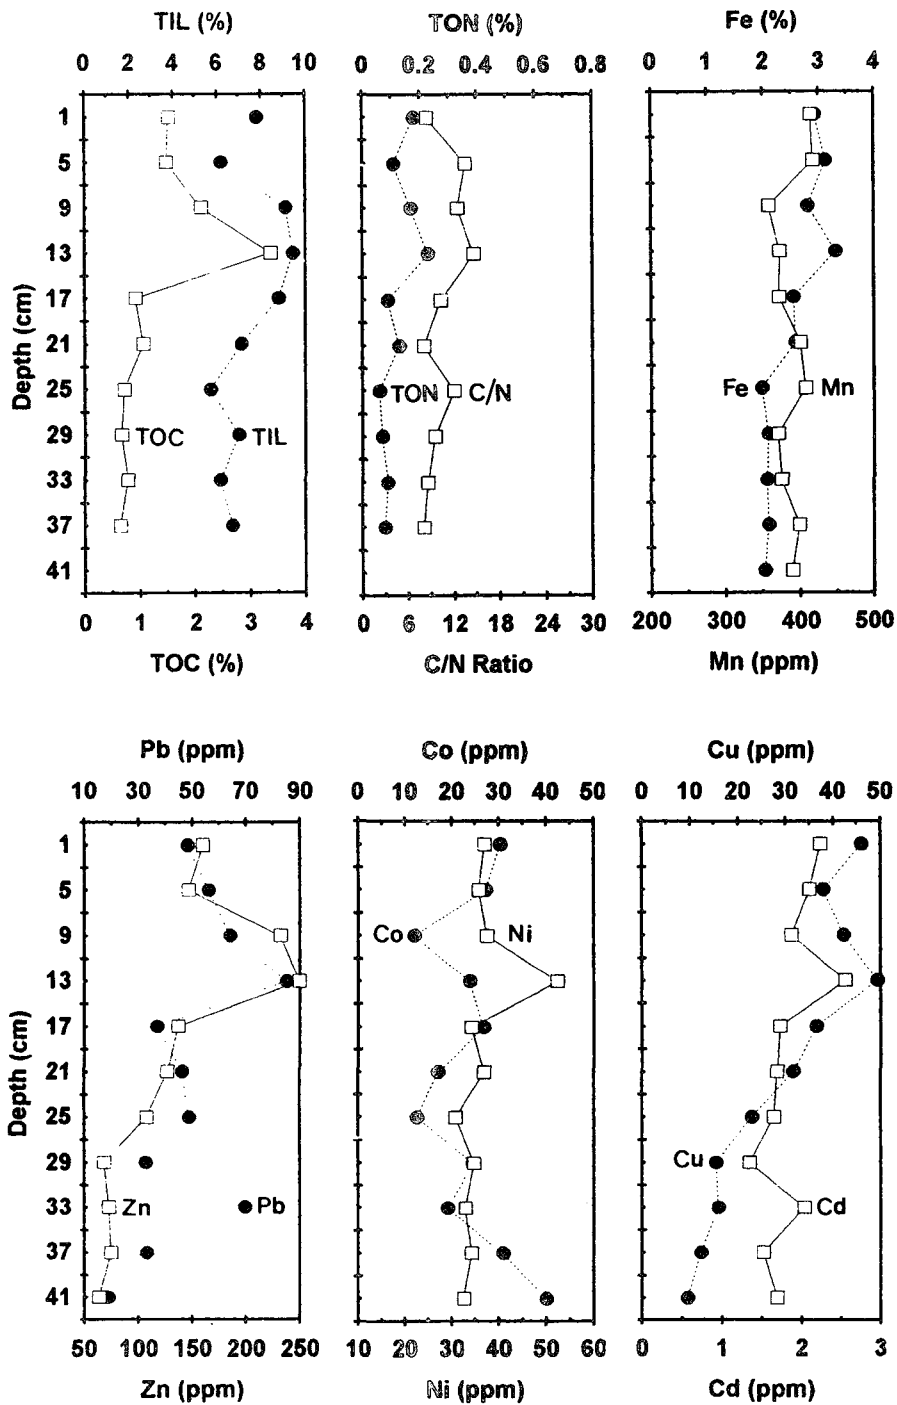 TIL (%) TON (%) Fe (%)
0 2 4 6 8 10 0 0.2 0.4 0.6 0.8 0 1 2 3 4
1
5
9
13
17
21
25 TON C/N Fe Mn
29 TOC TIL
33
37
41
Depth (cm)
0 1 2 3 4 0 6 12 18 24 30 200 300 400 500
TOC (%) C/N Ratio Mn (ppm)
Pb (ppm) Co (ppm) Cu (ppm)
10 30 50 70 90 0 10 20 30 40 50 0 10 20 30 40 50
1
5
9 Co Ni
13
17
21
25
29 Cu
33 Zn Pb Cd
37
41
Depth (cm)
50 100 150 200 250 0 10 20 30 40 50 60 0 1 2 3
Zn (ppm) Ni (ppm) Cd (ppm)